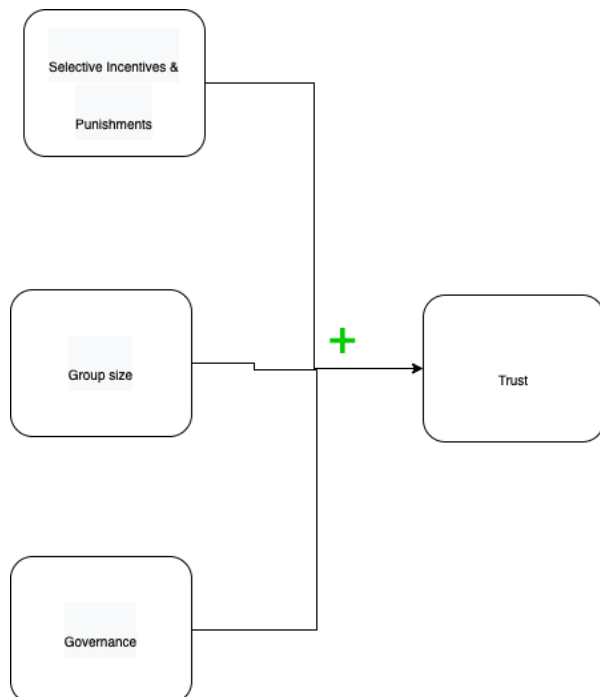 Selective Incentives &
Punishments
+
Group size
Trust
Governance